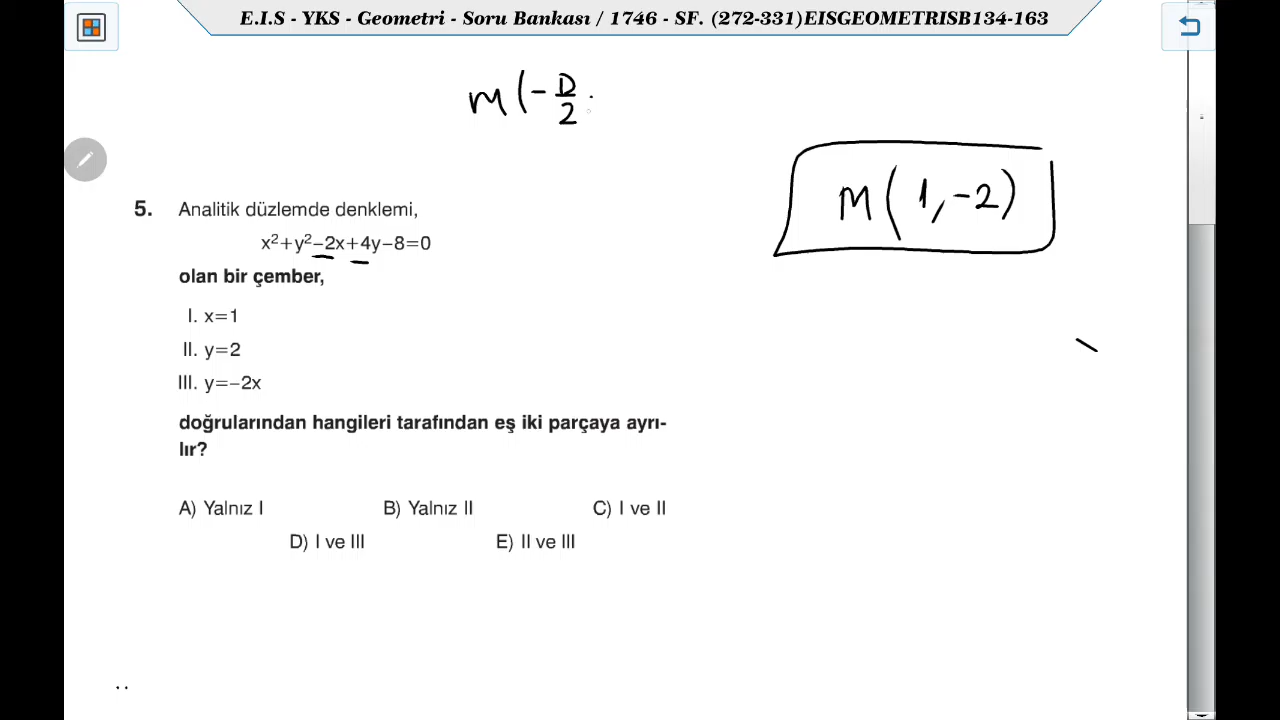 E.I.S - YKS - Geometri - Soru Bankası / 1746 - SF. (272-331)EISGEOMETRISB134-163
m(-D/2
M(1,-2)
5. Analitik düzlemde denklemi,
x²+y²-2x+4y-8=0
olan bir çember,
I. x=1
II. y=2
III. y=-2x
doğrularından hangileri tarafından eş iki parçaya ayrı-
lır?
A) Yalnız I B) Yalnız II C) I ve II
D) I ve III E) II ve III